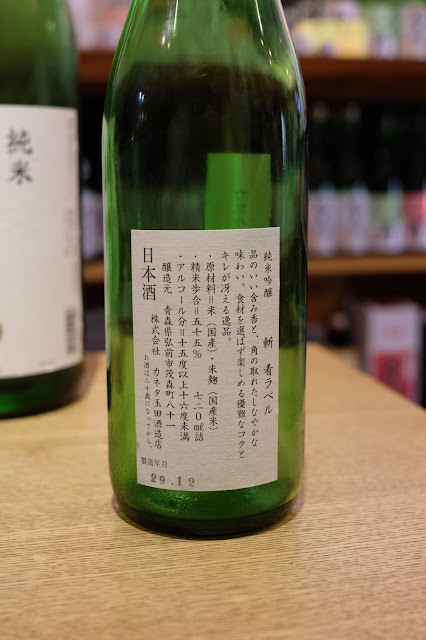 純米
純米吟醸　斬　肴ラベル
品のいい含み香と、角の取れたしなやかな
味わい。食材を選ばず楽しめる優雅なコクと
キレが冴える逸品。
・原材料＝米（国産）・米麹（国産米）
・精米歩合＝五十五％　七二〇㎖詰
・アルコール分＝十五度以上十六度未満
醸造元　青森県弘前市茂森町八十一
株式会社　カネタ玉田酒造店
日本酒
お酒は二十歳になってから。
製造年月
29.12